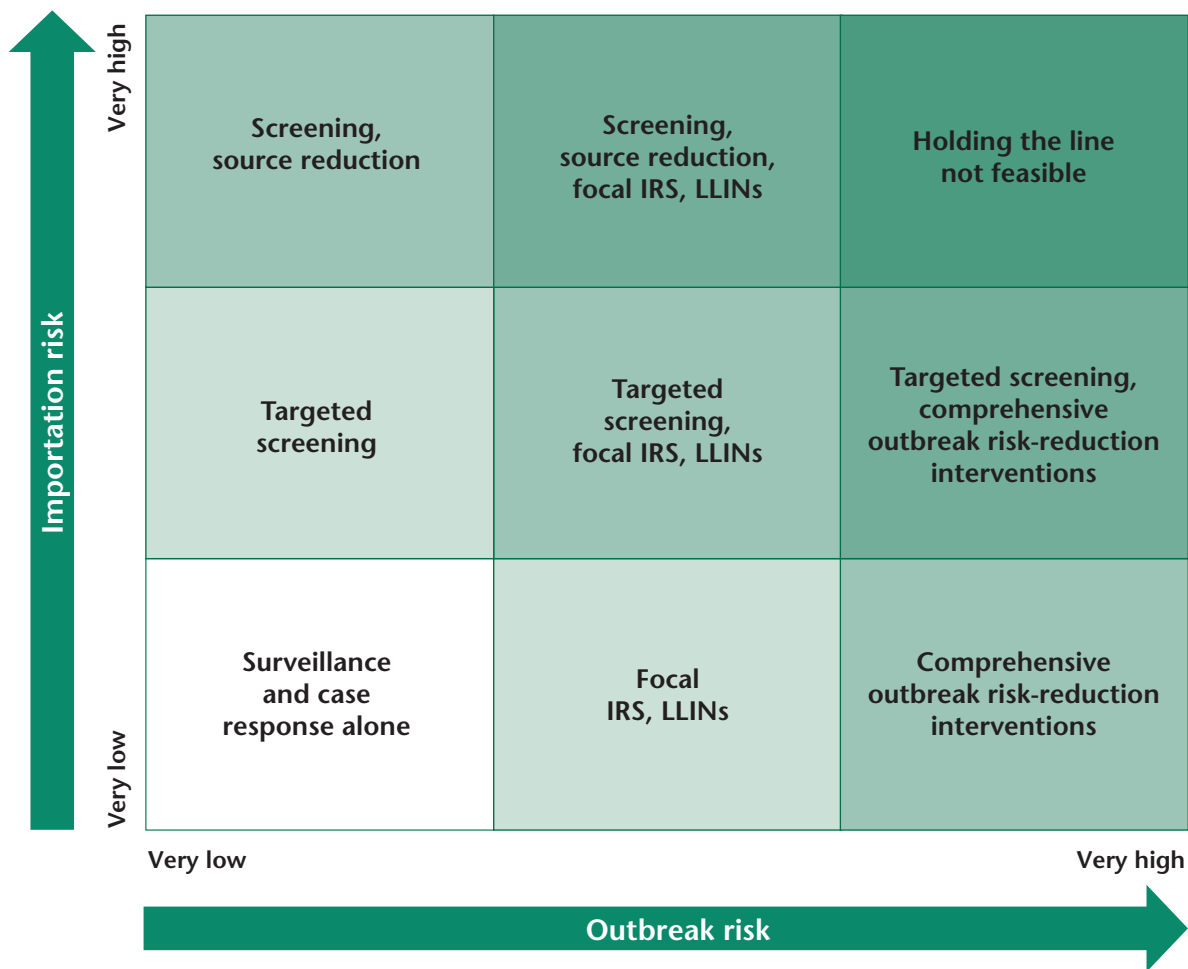 Very high
Screening,
source reduction
Screening,
source reduction,
focal IRS, LLINs
Holding the line
not feasible
Importation risk
Targeted
screening
Targeted
screening,
focal IRS, LLINs
Targeted screening,
comprehensive
outbreak risk-reduction
interventions
Very low
Surveillance
and case
response alone
Focal
IRS, LLINs
Comprehensive
outbreak risk-reduction
interventions
Very low
Very high
Outbreak risk